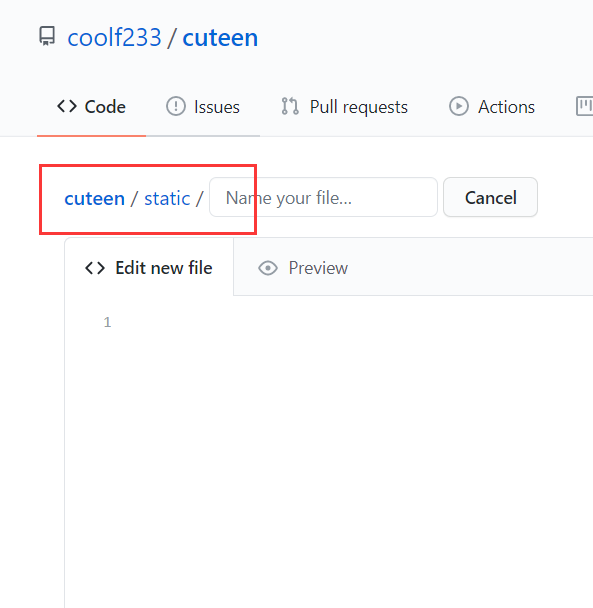 coolf233 / cuteen
Code Issues Pull requests Actions
cuteen / static / Name your file... Cancel
Edit new file Preview
1